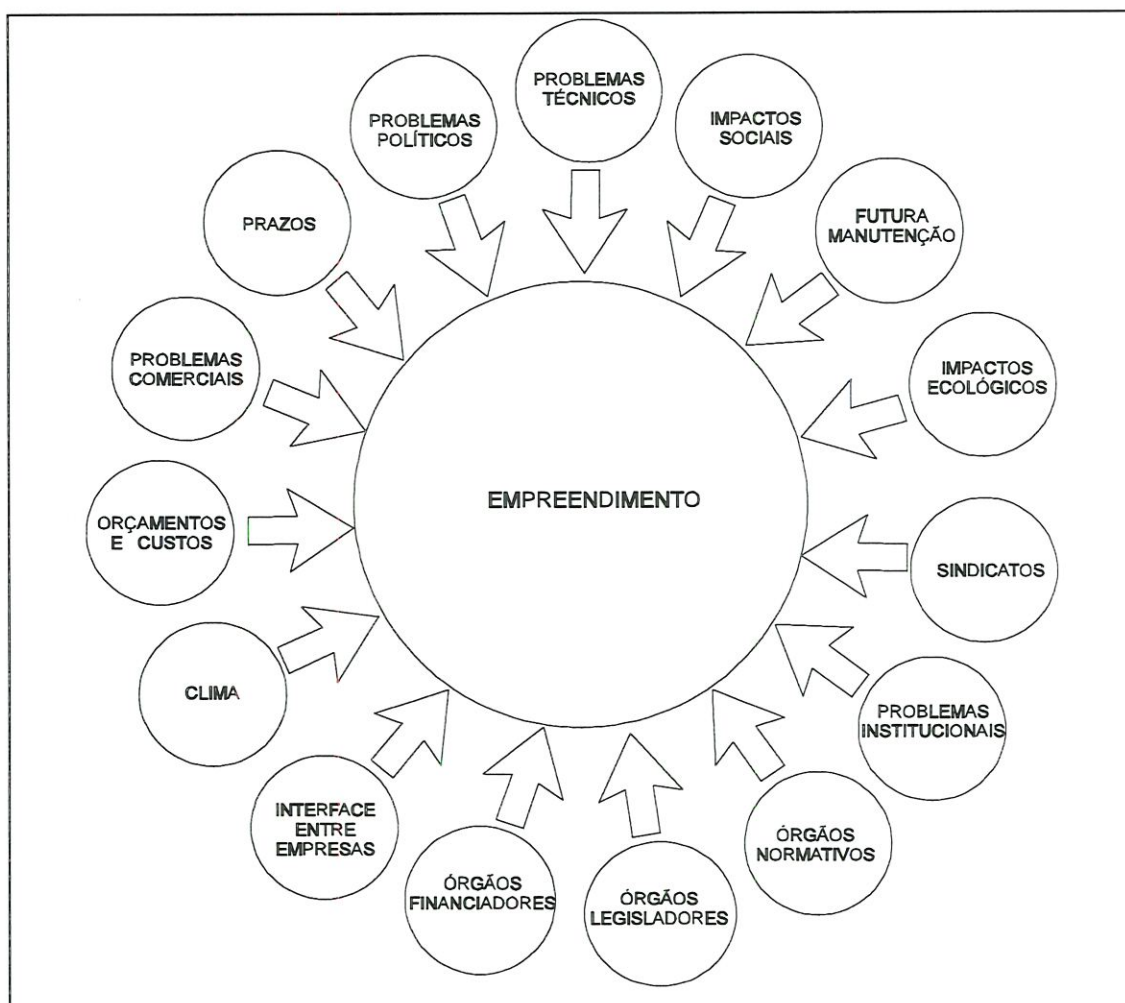 PROBLEMAS
TÉCNICOS
IMPACTOS
SOCIAIS
FUTURA
MANUTENÇÃO
IMPACTOS
ECOLÓGICOS
SINDICATOS
PROBLEMAS
INSTITUCIONAIS
ÓRGÃOS
NORMATIVOS
ÓRGÃOS
LEGISLADORES
ÓRGÃOS
FINANCIADORES
INTERFACE
ENTRE
EMPRESAS
CLIMA
ORÇAMENTOS
E CUSTOS
PROBLEMAS
COMERCIAIS
PRAZOS
PROBLEMAS
POLÍTICOS
EMPREENDIMENTO